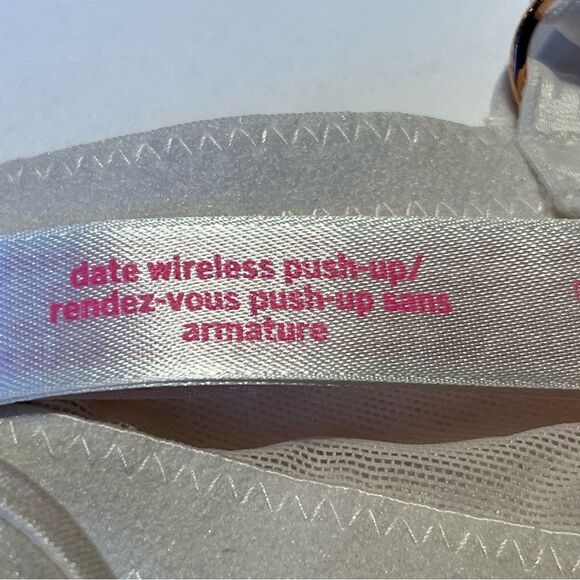 date wireless push-up/
rendez-vous push-up sans
armature